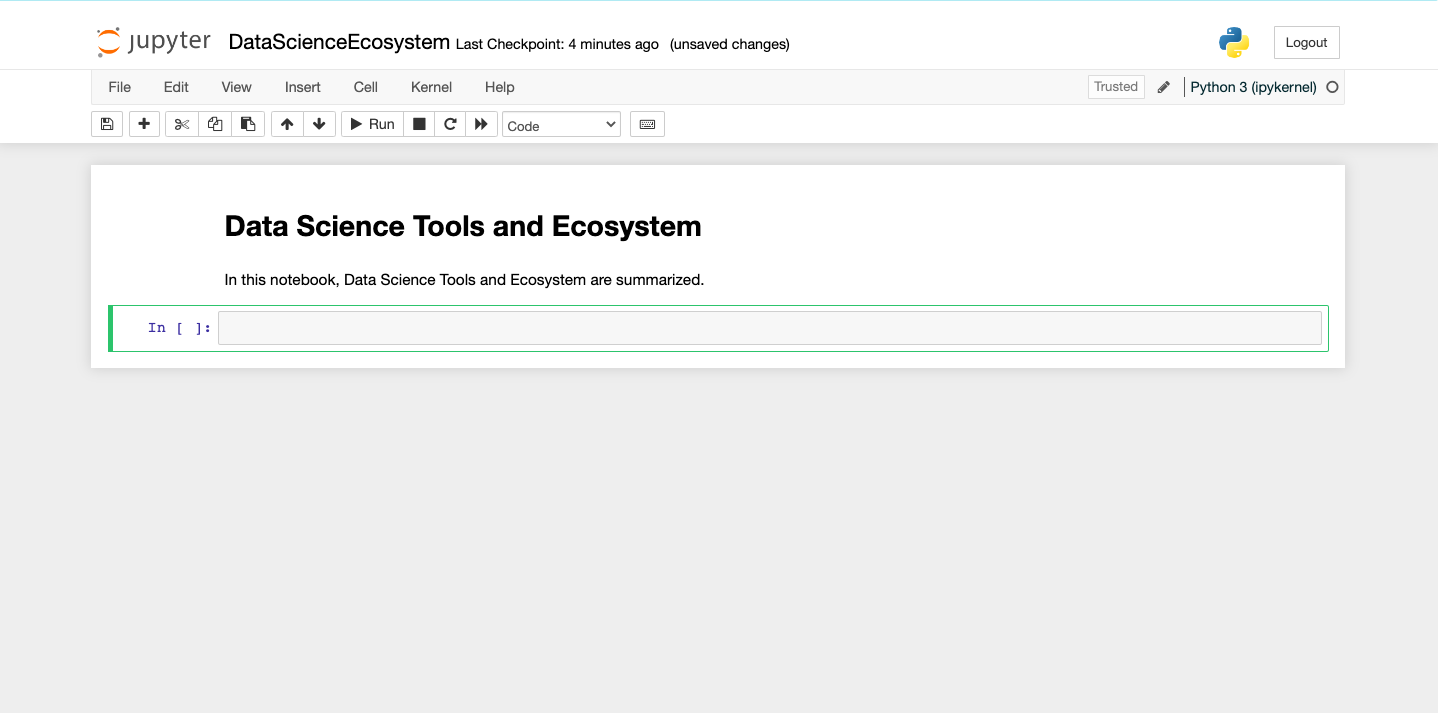 jupyter DataScienceEcosystem Last Checkpoint: 4 minutes ago (unsaved changes) Logout
File Edit View Insert Cell Kernel Help Trusted Python 3 (ipykernel)
Run Code
Data Science Tools and Ecosystem
In this notebook, Data Science Tools and Ecosystem are summarized.
In [ ]: